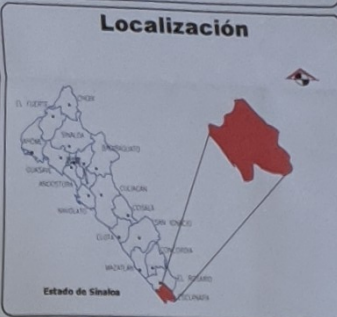 Localización
CHOIX
EL FUERTE
AHOME
SINALOA
BADIRAGUATO
GUASAVE
ANGOSTURA
CULIACAN
NAVOLATO
COSALA
SAN IGNACIO
ELOTA
CONCORDIA
MAZATLAN
EL ROSARIO
ESCUINAPA
Estado de Sinaloa